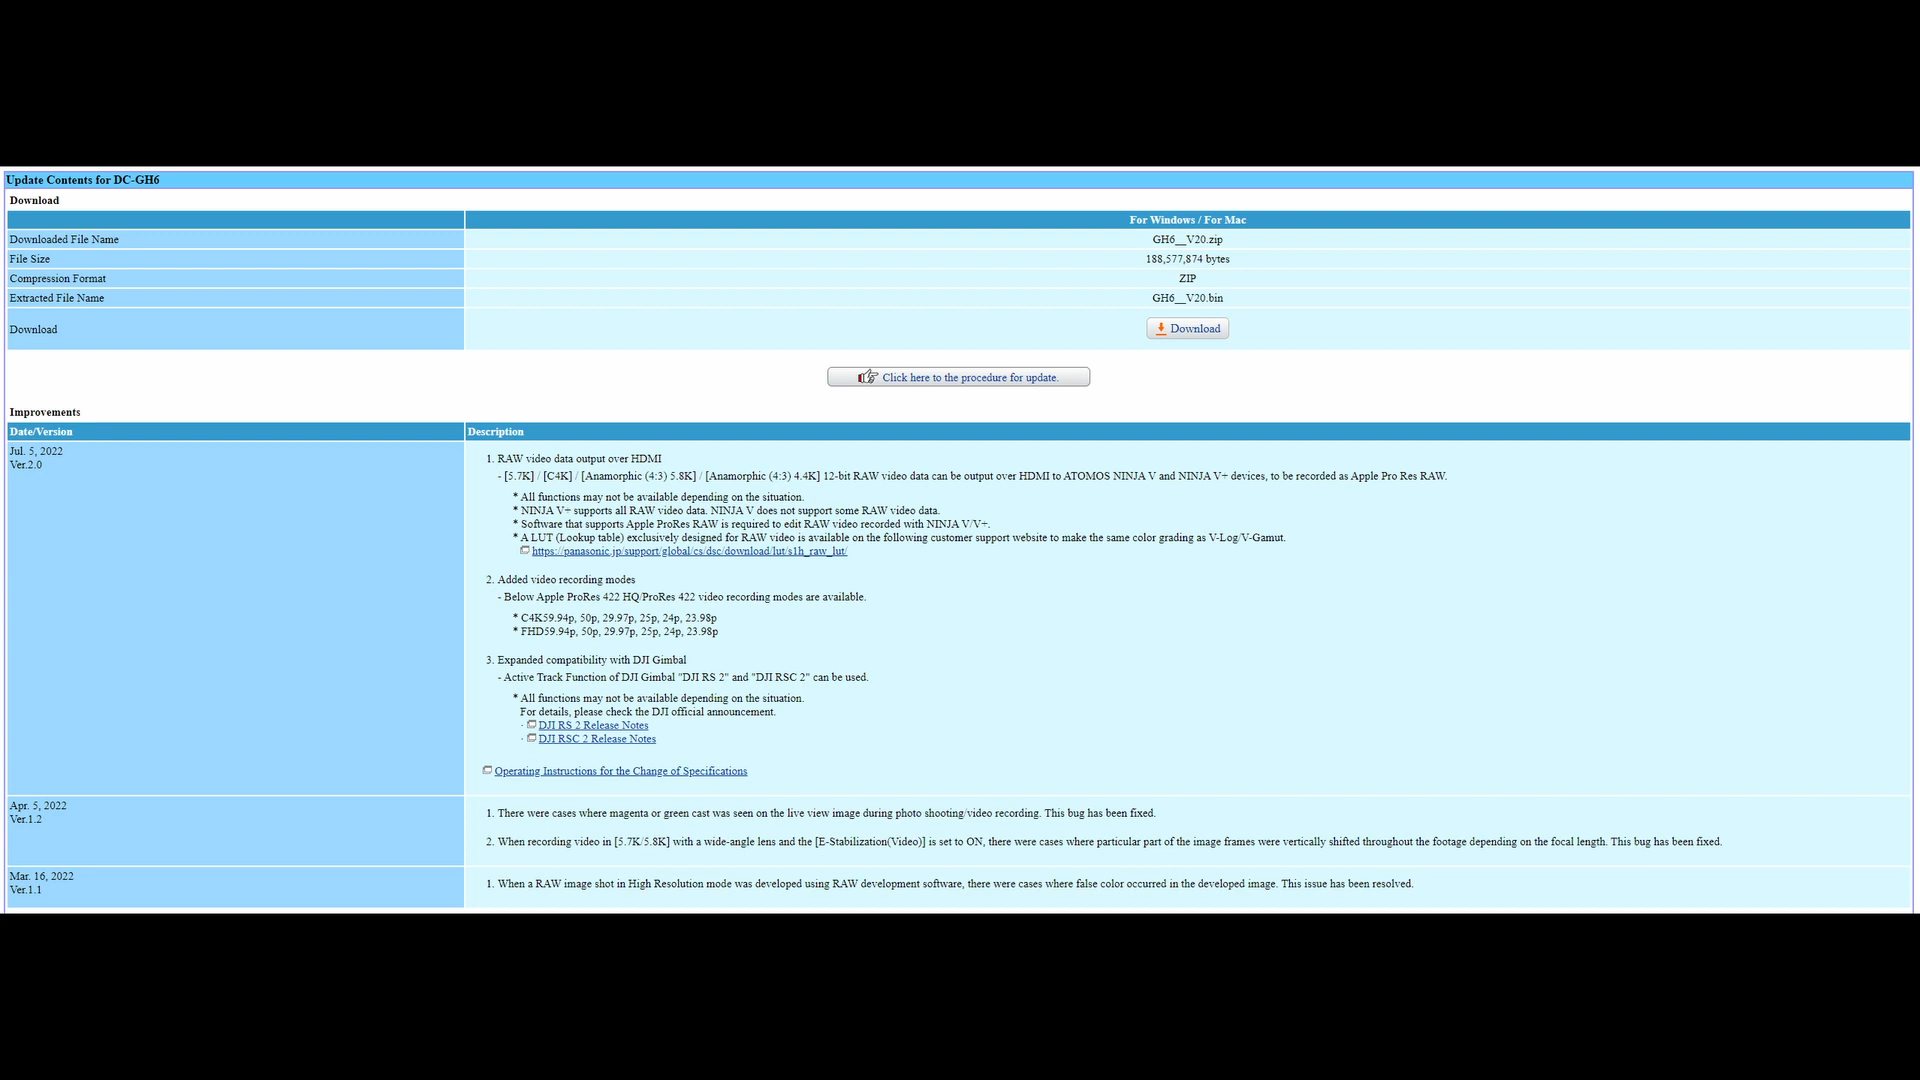 Update Contents for DC-GH6
Download
For Windows / For Mac
Downloaded File Name GH6__V20.zip
File Size 188,577,874 bytes
Compression Format ZIP
Extracted File Name GH6__V20.bin
Download Download
Click here to the procedure for update.
Improvements
Date/Version Description
Jul. 5, 2022
Ver.2.0
1. RAW video data output over HDMI
- [5.7K] / [C4K] / [Anamorphic (4:3) 5.8K] / [Anamorphic (4:3) 4.4K] 12-bit RAW video data can be output over HDMI to ATOMOS NINJA V and NINJA V+ devices, to be recorded as Apple Pro Res RAW.
* All functions may not be available depending on the situation.
* NINJA V+ supports all RAW video data. NINJA V does not support some RAW video data.
* Software that supports Apple ProRes RAW is required to edit RAW video recorded with NINJA V/V+.
* A LUT (Lookup table) exclusively designed for RAW video is available on the following customer support website to make the same color grading as V-Log/V-Gamut.
https://panasonic.jp/support/global/cs/dsc/download/lut/s1h_raw_lut/
2. Added video recording modes
- Below Apple ProRes 422 HQ/ProRes 422 video recording modes are available.
* C4K59.94p, 50p, 29.97p, 25p, 24p, 23.98p
* FHD59.94p, 50p, 29.97p, 25p, 24p, 23.98p
3. Expanded compatibility with DJI Gimbal
- Active Track Function of DJI Gimbal "DJI RS 2" and "DJI RSC 2" can be used.
* All functions may not be available depending on the situation.
For details, please check the DJI official announcement.
· DJI RS 2 Release Notes
· DJI RSC 2 Release Notes
Operating Instructions for the Change of Specifications
Apr. 5, 2022
Ver.1.2
1. There were cases where magenta or green cast was seen on the live view image during photo shooting/video recording. This bug has been fixed.
2. When recording video in [5.7K/5.8K] with a wide-angle lens and the [E-Stabilization(Video)] is set to ON, there were cases where particular part of the image frames were vertically shifted throughout the footage depending on the focal length. This bug has been fixed.
Mar. 16, 2022
Ver.1.1
1. When a RAW image shot in High Resolution mode was developed using RAW development software, there were cases where false color occurred in the developed image. This issue has been resolved.